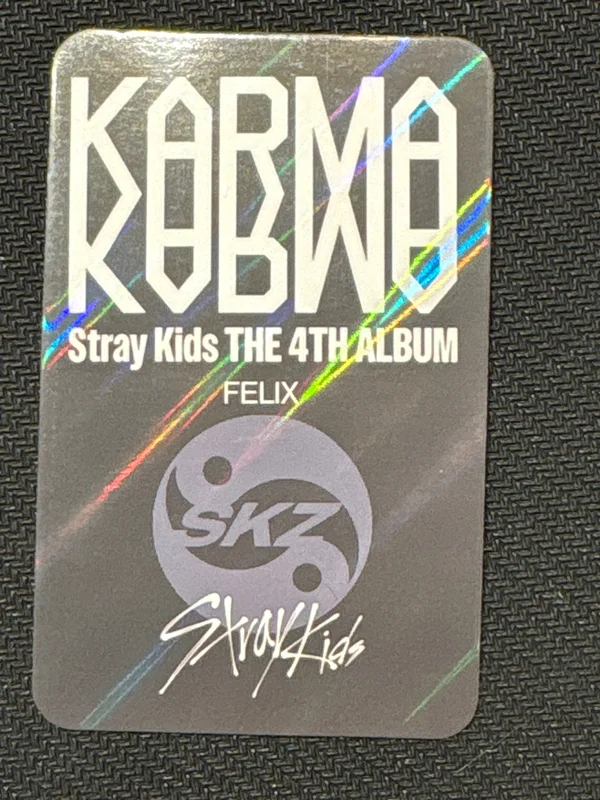 KARMA
Stray Kids THE 4TH ALBUM
FELIX
SKZ
Stray Kids